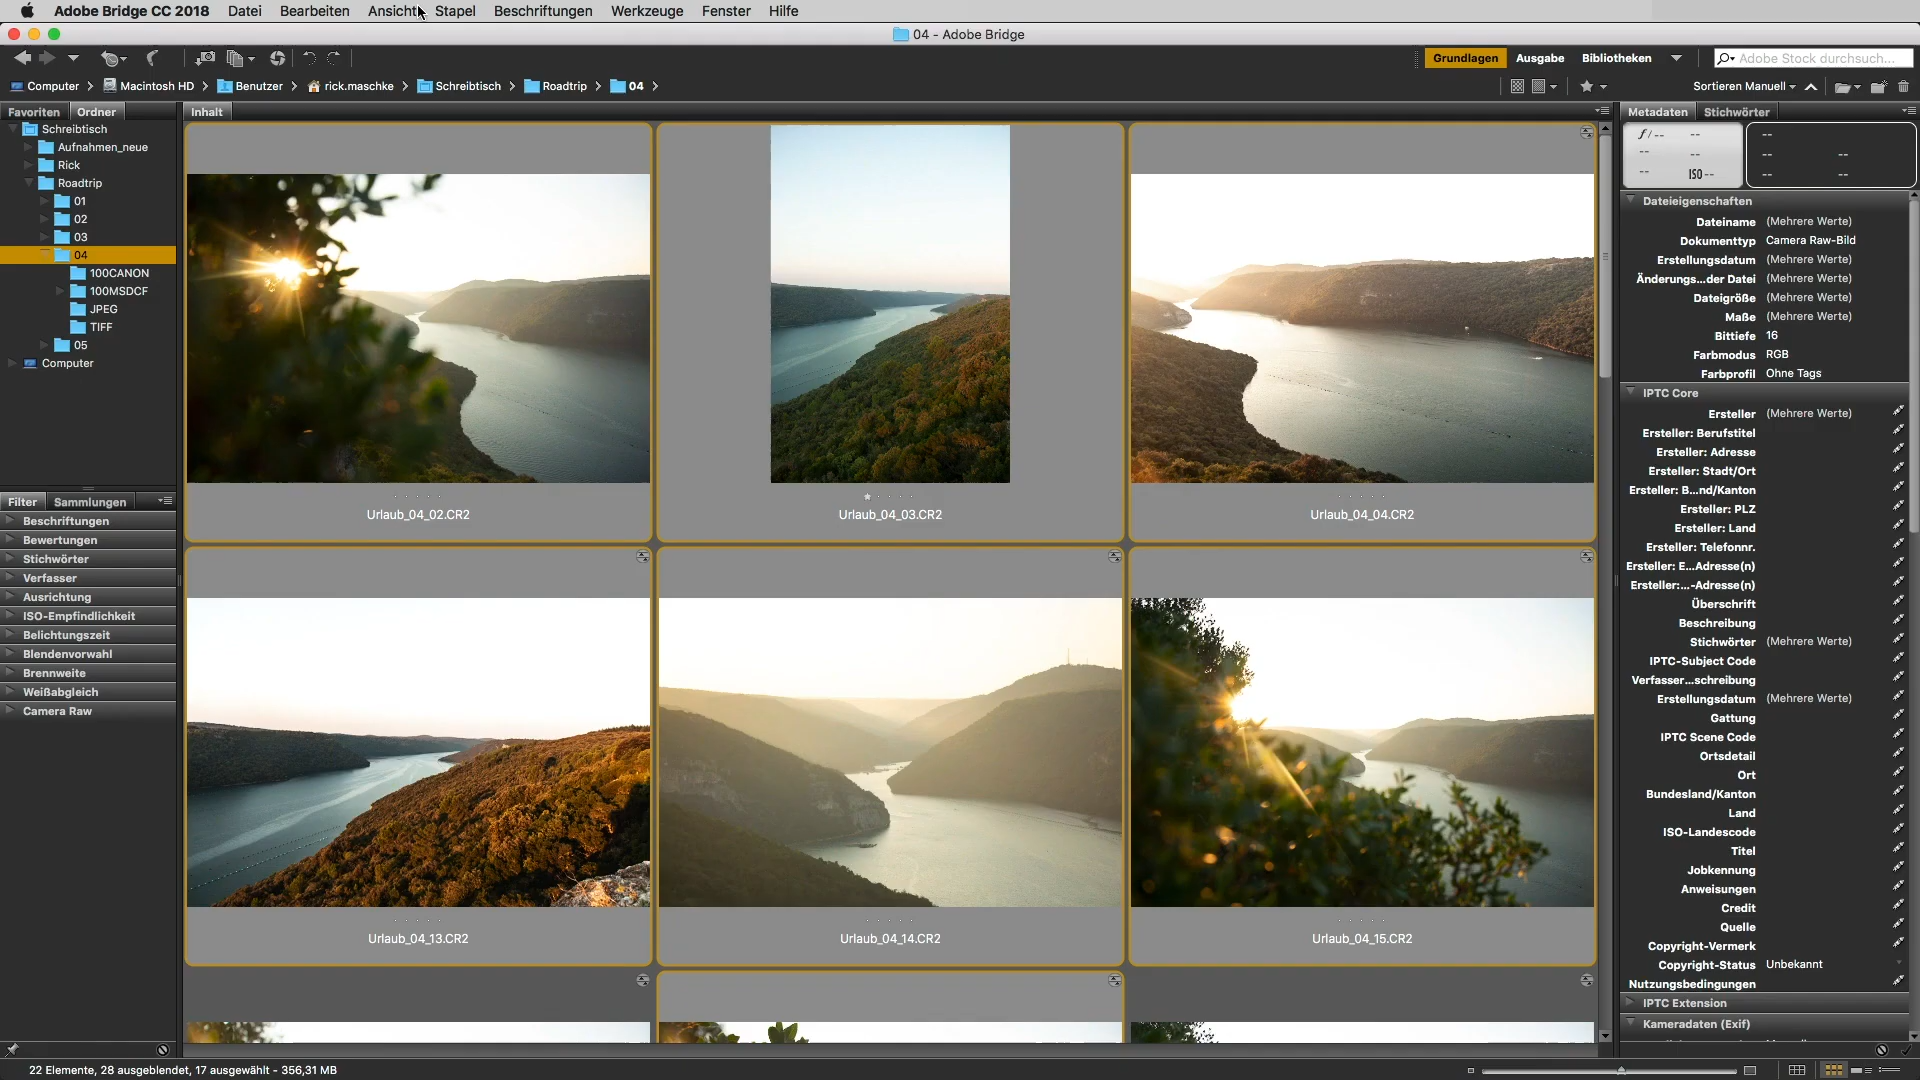 Adobe Bridge CC 2018 Datei Bearbeiten Ansicht Stapel Beschriftungen Werkzeuge Fenster Hilfe
04 - Adobe Bridge
Grundlagen Ausgabe Bibliotheken Adobe Stock durchsuch...
Computer Macintosh HD Benutzer rick.maschke Schreibtisch Roadtrip 04 Sortieren Manuell
Favoriten Ordner
Schreibtisch
Aufnahmen_neue
Rick
Roadtrip
01
02
03
04
100CANON
100MSDCF
JPEG
TIFF
05
Computer
Filter Sammlungen
Beschriftungen
Bewertungen
Stichwörter
Verfasser
Ausrichtung
ISO-Empfindlichkeit
Belichtungszeit
Blendenvorwahl
Brennweite
Weißabgleich
Camera Raw
Inhalt
Urlaub_04_02.CR2
Urlaub_04_03.CR2
Urlaub_04_04.CR2
Urlaub_04_13.CR2
Urlaub_04_14.CR2
Urlaub_04_15.CR2
Metadaten Stichwörter
f/-- -- --
-- -- -- --
-- ISO -- -- --
Dateieigenschaften
Dateiname (Mehrere Werte)
Dokumenttyp Camera Raw-Bild
Erstellungsdatum (Mehrere Werte)
Änderungs...der Datei (Mehrere Werte)
Dateigröße (Mehrere Werte)
Maße (Mehrere Werte)
Bittiefe 16
Farbmodus RGB
Farbprofil Ohne Tags
IPTC Core
Ersteller (Mehrere Werte)
Ersteller: Berufstitel
Ersteller: Adresse
Ersteller: Stadt/Ort
Ersteller: B...nd/Kanton
Ersteller: PLZ
Ersteller: Land
Ersteller: Telefonnr.
Ersteller: E...Adresse(n)
Ersteller:...-Adresse(n)
Überschrift
Beschreibung
Stichwörter (Mehrere Werte)
IPTC-Subject Code
Verfasser...schreibung
Erstellungsdatum (Mehrere Werte)
Gattung
IPTC Scene Code
Ortsdetail
Ort
Bundesland/Kanton
Land
ISO-Landescode
Titel
Jobkennung
Anweisungen
Credit
Quelle
Copyright-Vermerk
Copyright-Status Unbekannt
Nutzungsbedingungen
IPTC Extension
Kameradaten (Exif)
22 Elemente, 28 ausgeblendet, 17 ausgewählt - 356,31 MB